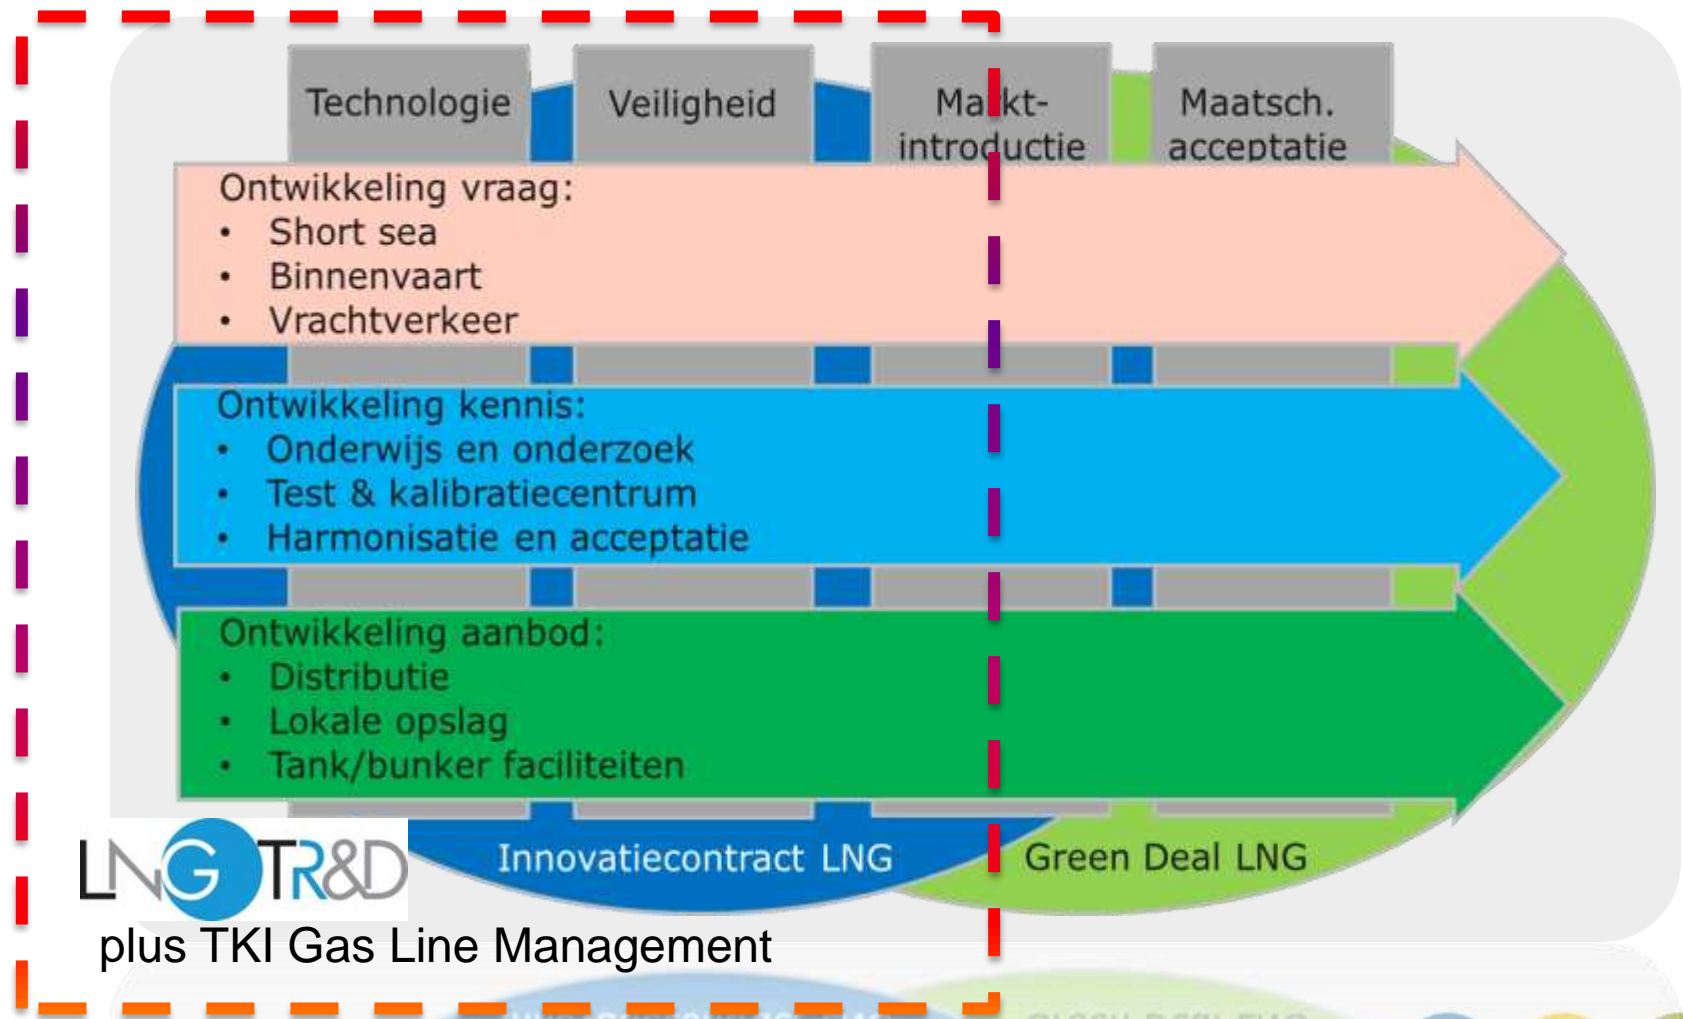 Technologie
Veiligheid
Markt-
introductie
Maatsch.
acceptatie
Ontwikkeling vraag:
• Short sea
• Binnenvaart
• Vrachtverkeer
Ontwikkeling kennis:
• Onderwijs en onderzoek
• Test & kalibratiecentrum
• Harmonisatie en acceptatie
Ontwikkeling aanbod:
• Distributie
• Lokale opslag
• Tank/bunker faciliteiten
Innovatiecontract LNG
Green Deal LNG
LNG TR&D
plus TKI Gas Line Management